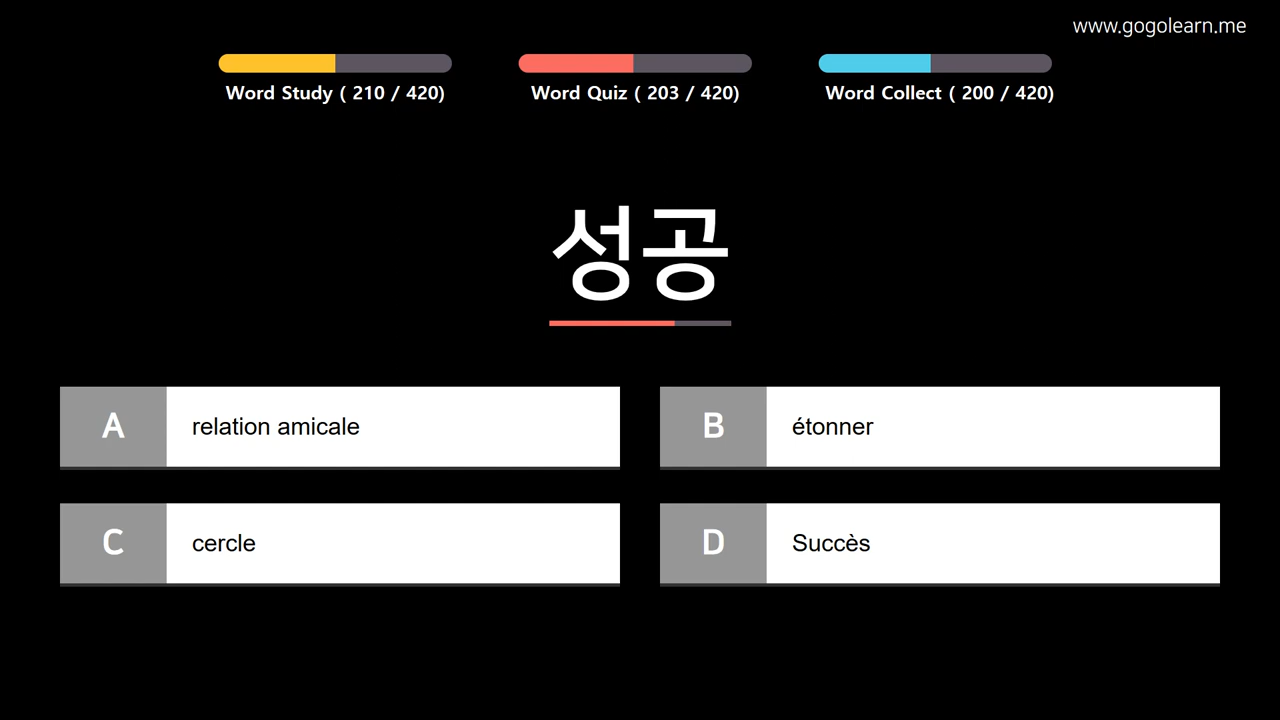 www.gogolearn.me
Word Study ( 210 / 420)
Word Quiz ( 203 / 420)
Word Collect ( 200 / 420)
성공
A relation amicale
B étonner
C cercle
D Succès